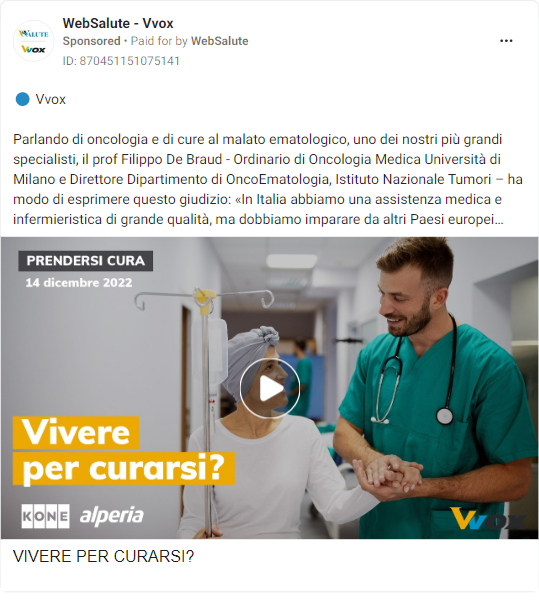 WebSalute - Vvox
Sponsored • Paid for by WebSalute
ID: 870451151075141
Vvox
Parlando di oncologia e di cure al malato ematologico, uno dei nostri più grandi
specialisti, il prof Filippo De Braud - Ordinario di Oncologia Medica Università di
Milano e Direttore Dipartimento di OncoEmatologia, Istituto Nazionale Tumori – ha
modo di esprimere questo giudizio: «In Italia abbiamo una assistenza medica e
infermieristica di grande qualità, ma dobbiamo imparare da altri Paesi europei...
PRENDERSI CURA
14 dicembre 2022
Vivere
per curarsi?
KONE alperia
VVOX
VIVERE PER CURARSI?